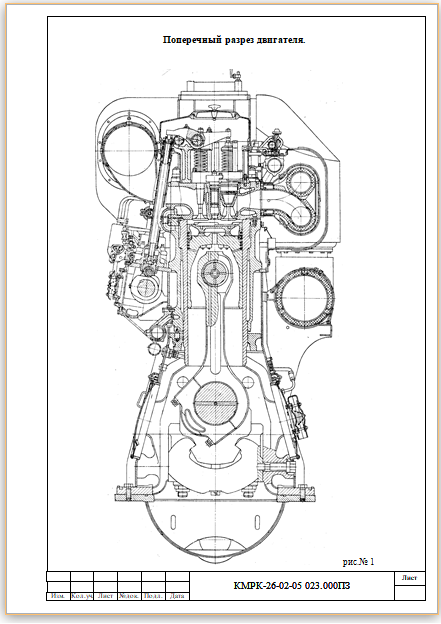 Поперечный разрез двигателя.
рис.№ 1
КМРК-26-02-05 023.000ПЗ
Лист
Изм. Кол.уч Лист №док. Подп. Дата